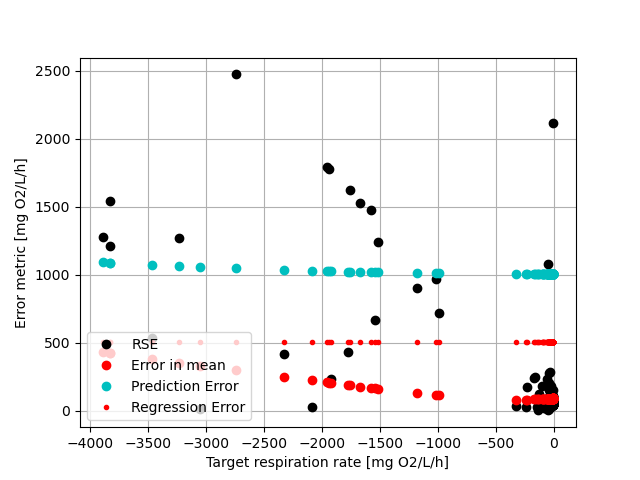 Error metric [mg O2/L/h]
2500
2000
1500
1000
500
0
RSE
Error in mean
Prediction Error
Regression Error
−4000 −3500 −3000 −2500 −2000 −1500 −1000 −500 0
Target respiration rate [mg O2/L/h]